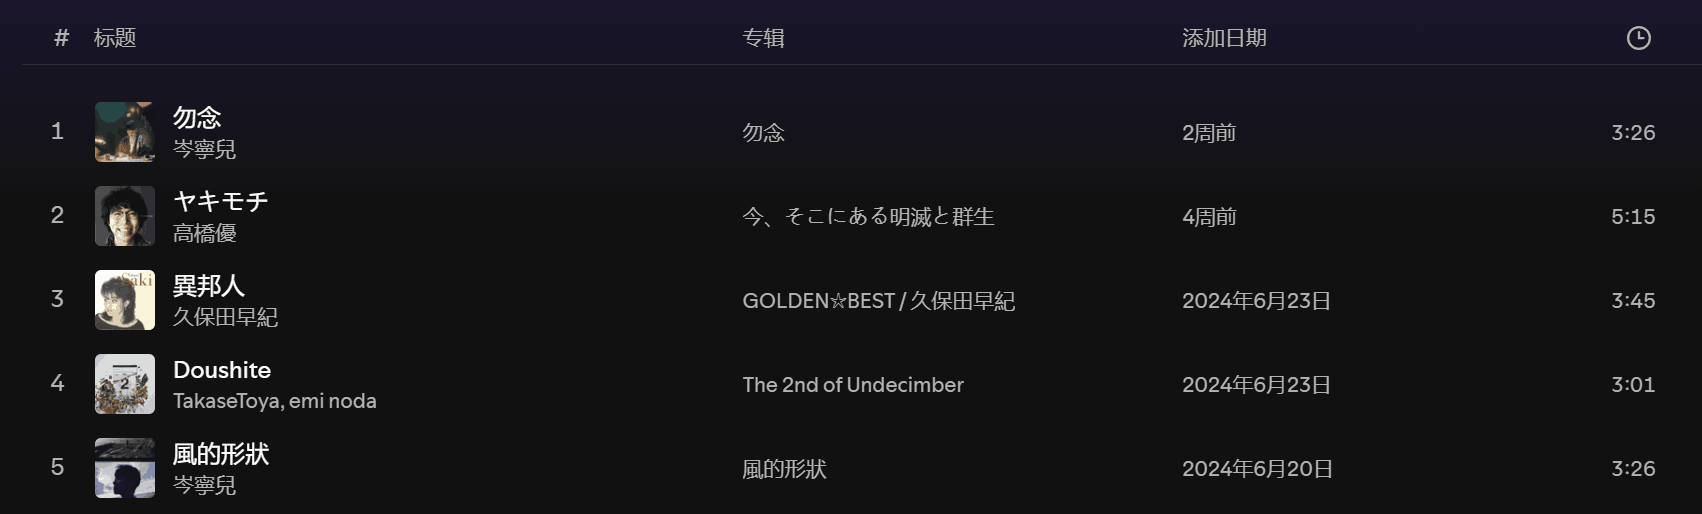 # 标题 专辑 添加日期
1 勿念 勿念 2周前 3:26
岑寧兒
2 ヤキモチ 今、そこにある明滅と群生 4周前 5:15
高橋優
Saki
3 異邦人 GOLDEN☆BEST / 久保田早紀 2024年6月23日 3:45
久保田早紀
4 Doushite The 2nd of Undecimber 2024年6月23日 3:01
2
TakaseToya, emi noda
5 風的形狀 風的形狀 2024年6月20日 3:26
岑寧兒